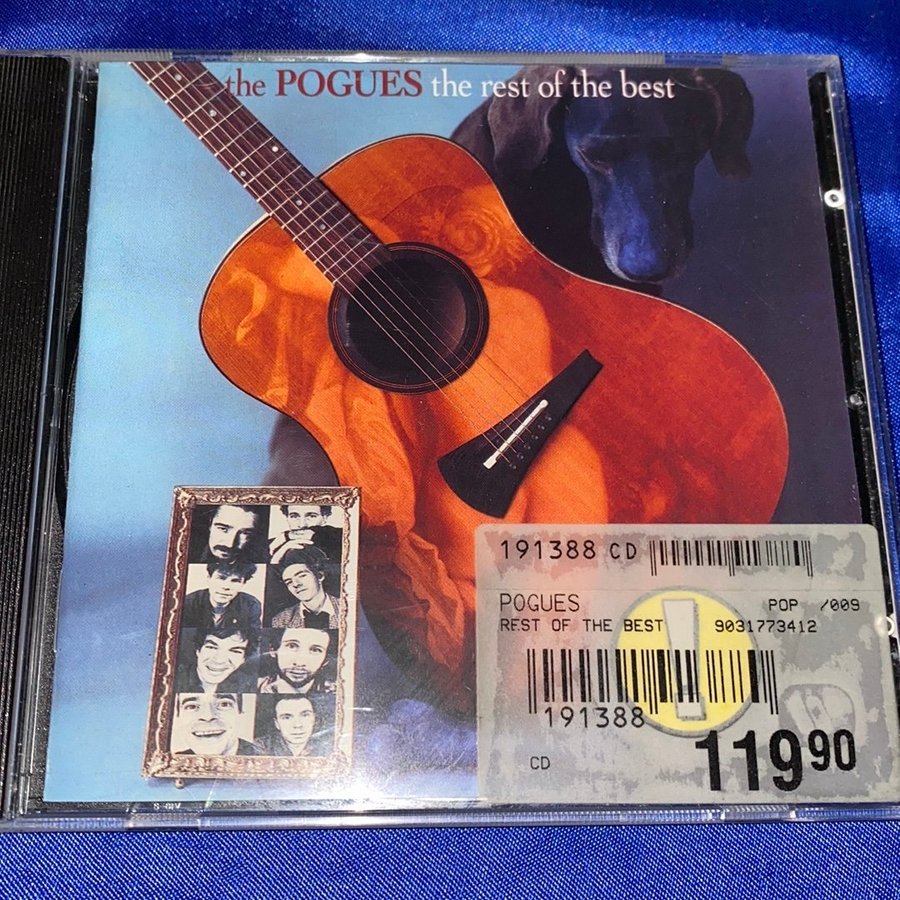 the POGUES the rest of the best
191388 CD
POGUES POP /009
REST OF THE BEST 9031773412
191388
CD 119 90